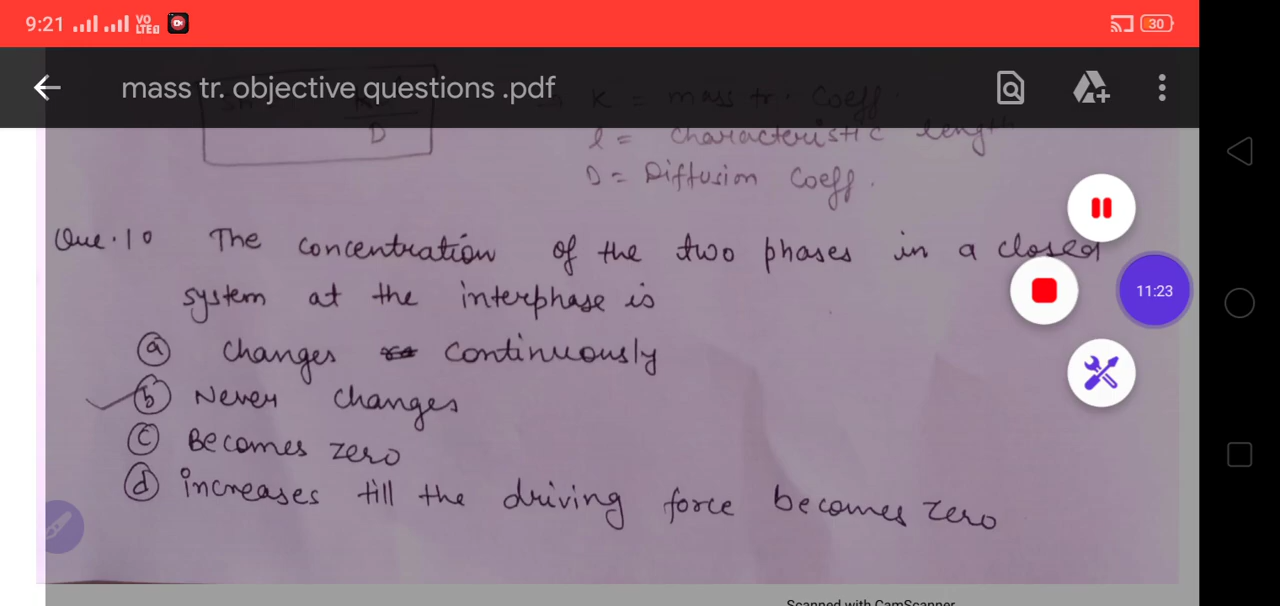 9:21 VO LTE 30
mass tr. objective questions .pdf
K = mass tr. Coeff.
D
l = Characteristic length
D = Diffusion Coeff.
Que.10 The concentration of the two phases in a closed
system at the interphase is
11:23
(a) changes continuously
(b) Never changes
(c) Becomes zero
(d) increases till the driving force becomes zero
Scanned with CamScanner